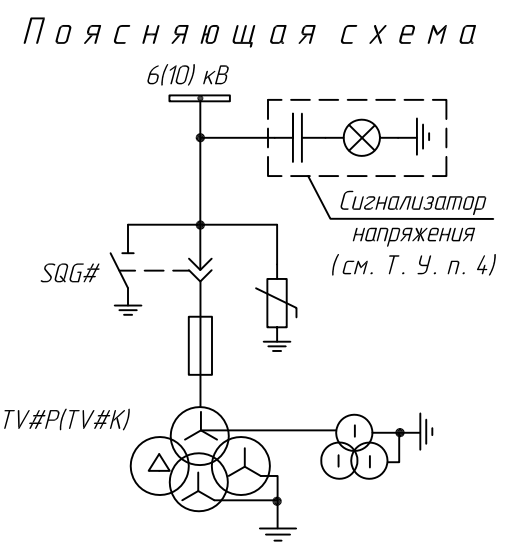 Поясняющая схема
6(10) кВ
Сигнализатор
напряжения
(см. Т. У. п. 4)
SQG#
TV#P(TV#K)